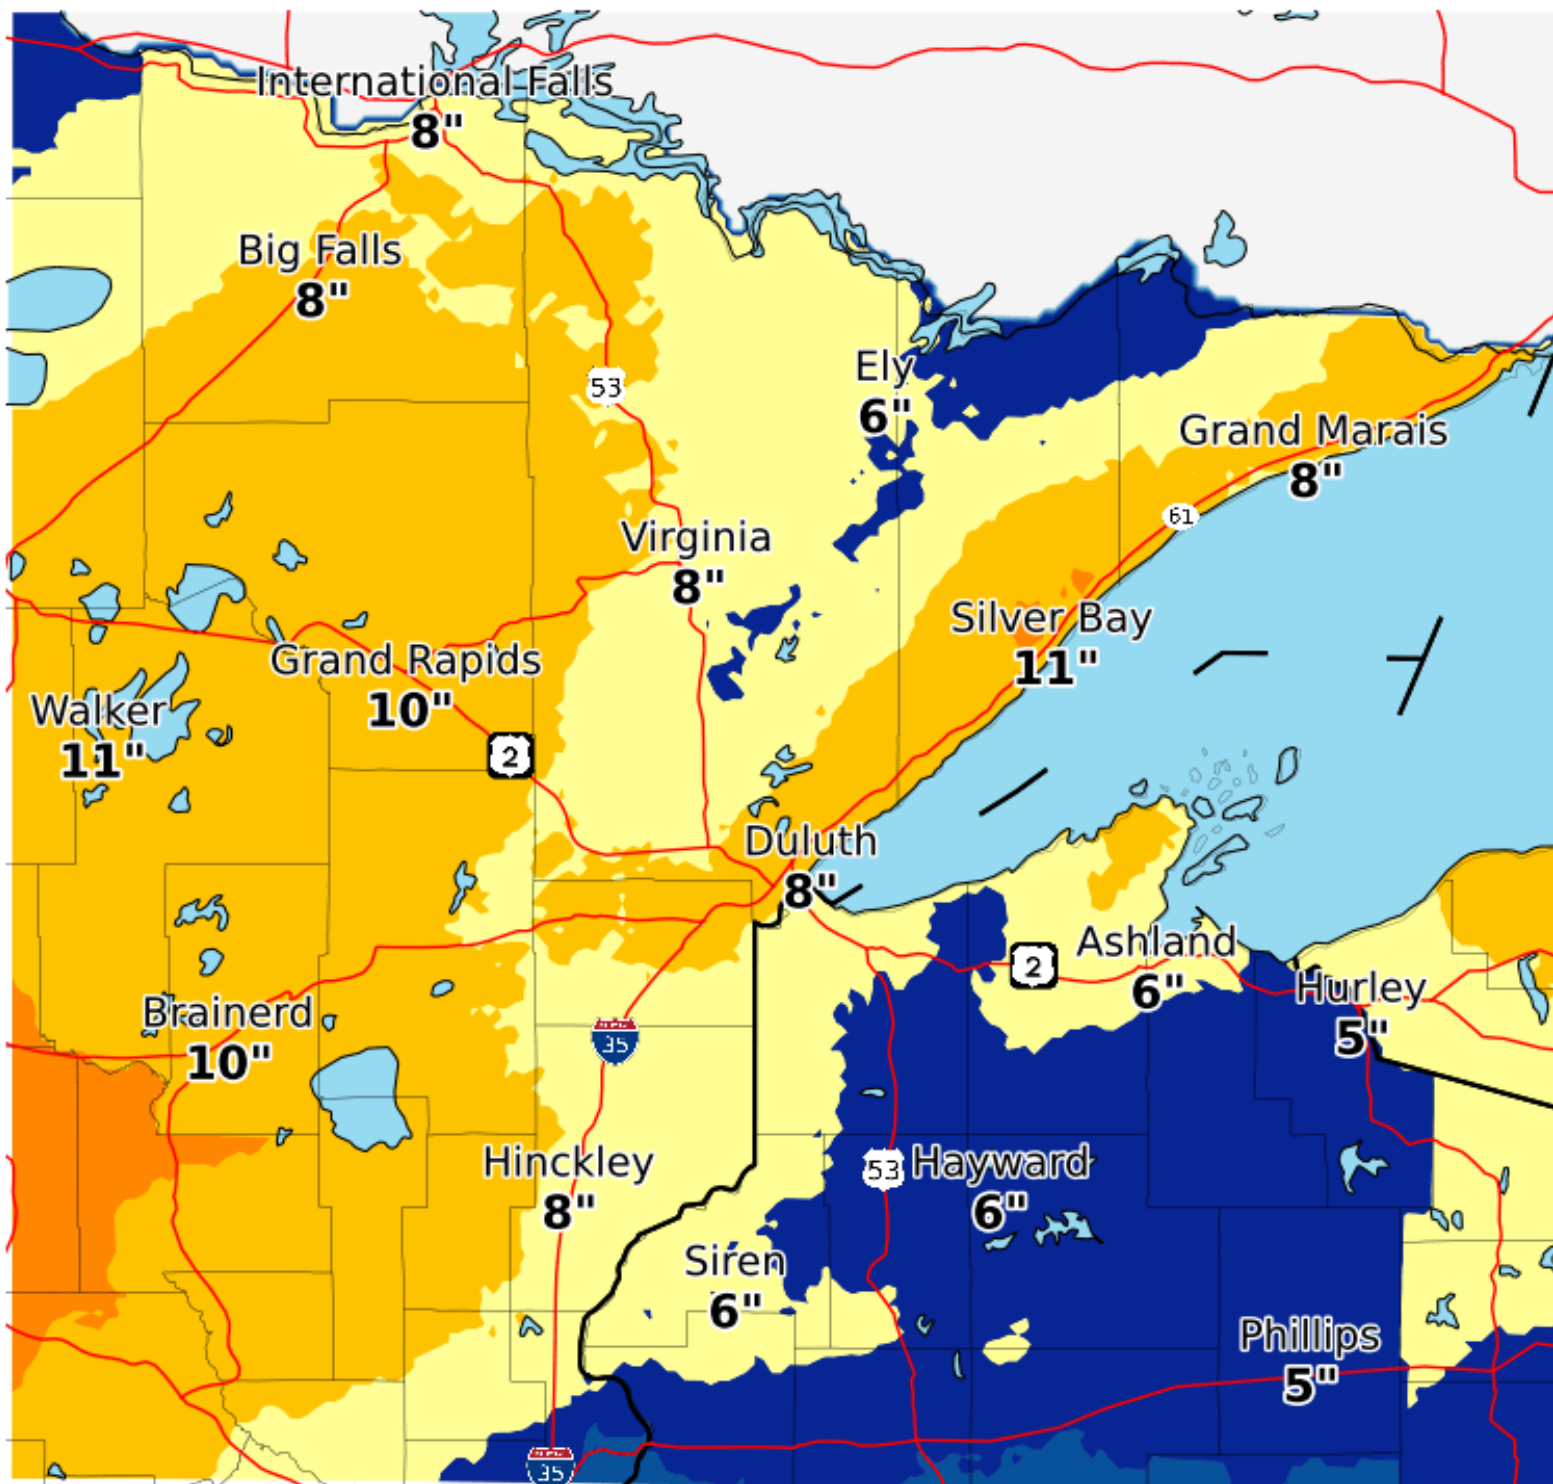 International Falls
8"
Big Falls
8"
53
Ely
6"
Grand Marais
8"
61
Virginia
8"
Silver Bay
11"
Grand Rapids
10"
Walker
11"
2
Duluth
8"
Ashland
6"
2
Hurley
5"
Brainerd
10"
35
Hinckley
8"
53
Hayward
6"
Siren
6"
Phillips
5"
35